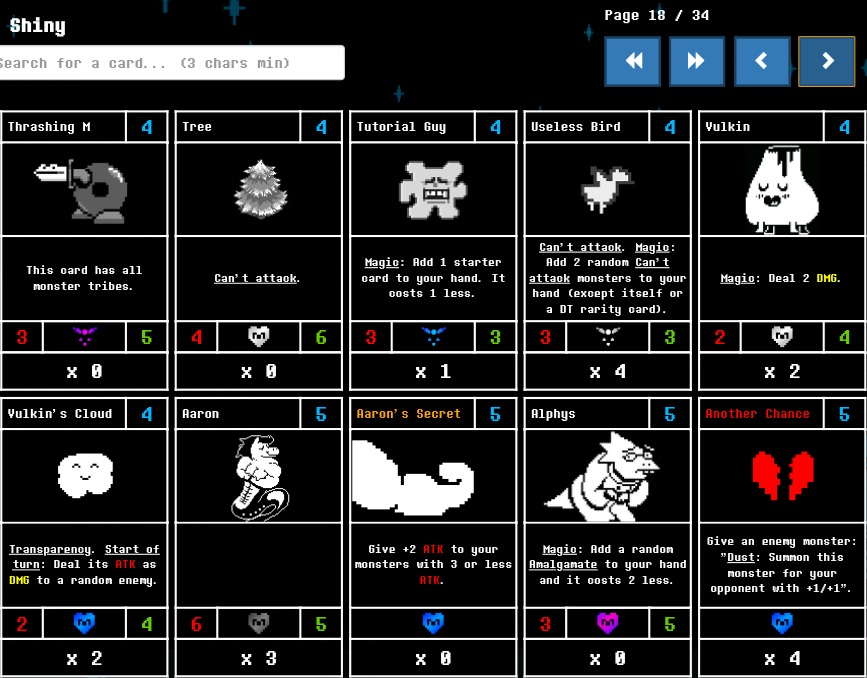 Shiny
Page 18 / 34
Search for a card... (3 chars min)
Thrashing M 4
This card has all
monster tribes.
3 5
x 0
Tree 4
Can't attack.
4 6
x 0
Tutorial Guy 4
Magic: Add 1 starter
card to your hand. It
costs 1 less.
3 3
x 1
Useless Bird 4
Can't attack. Magic:
Add 2 random Can't
attack monsters to your
hand (except itself or
a DT rarity card).
3 3
x 4
Vulkin 4
Magic: Deal 2 DMG.
2 4
x 2
Vulkin's Cloud 4
Transparency. Start of
turn: Deal its ATK as
DMG to a random enemy.
2 4
x 2
Aaron 5
6 5
x 3
Aaron's Secret 5
Give +2 ATK to your
monsters with 3 or less
ATK.
x 0
Alphys 5
Magic: Add a random
Amalgamate to your hand
and it costs 2 less.
3 5
x 0
Another Chance 5
Give an enemy monster:
"Dust: Summon this
monster for your
opponent with +1/+1".
x 4